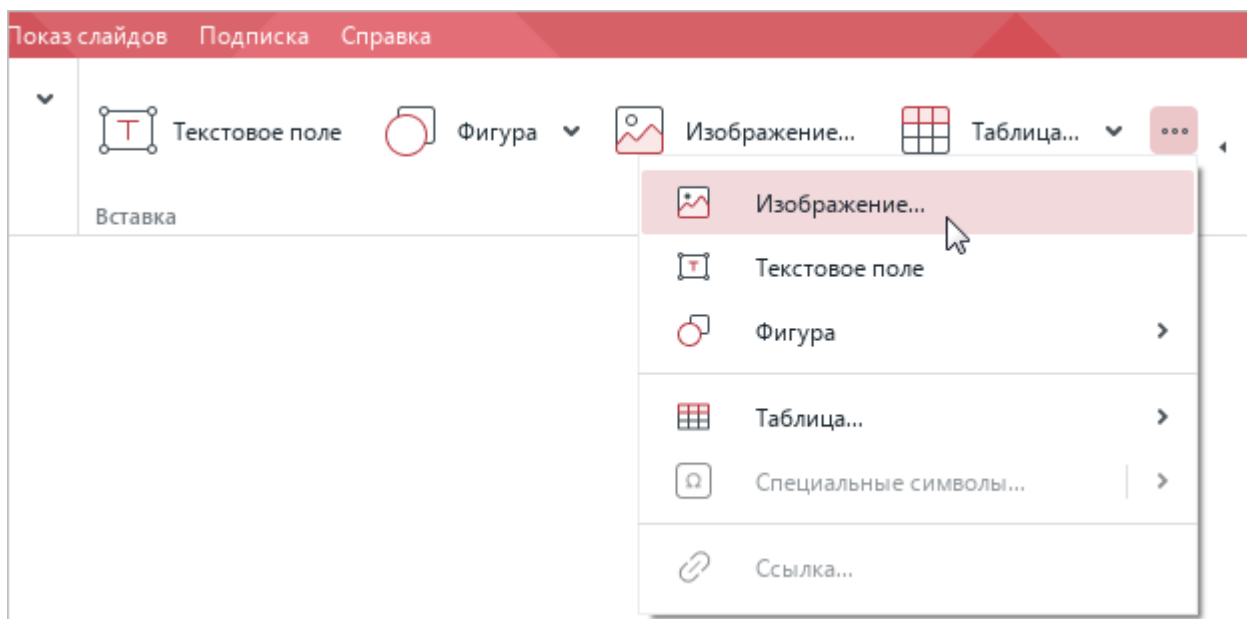 Показ слайдов Подписка Справка
Текстовое поле Фигура Изображение... Таблица...
Вставка
Изображение...
Текстовое поле
Фигура
Таблица...
Специальные символы...
Ссылка...